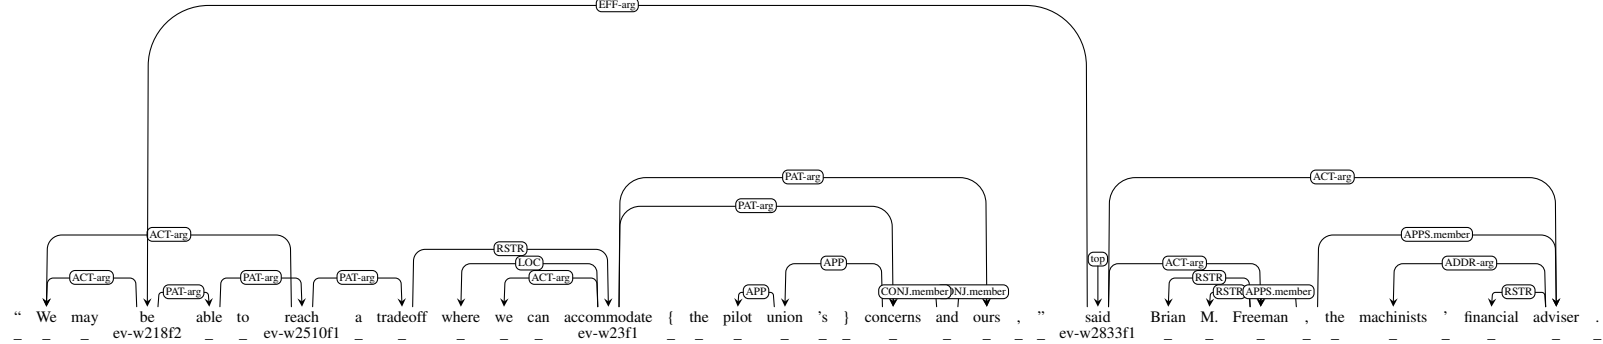 EFF-arg
PAT-arg ACT-arg
PAT-arg
ACT-arg APPS.member
RSTR top
LOC APP ACT-arg ADDR-arg
ACT-arg PAT-arg PAT-arg ACT-arg RSTR
PAT-arg APP CONJ.member NJ.member RSTR APPS.member RSTR
“ We may be able to reach a tradeoff where we can accommodate { the pilot union ’s } concerns and ours , ” said Brian M. Freeman , the machinists ’ financial adviser .
_ _ _ ev-w218f2 _ _ ev-w2510f1 _ _ _ _ _ ev-w23f1 _ _ _ _ _ _ _ _ _ _ _ ev-w2833f1 _ _ _ _ _ _ _ _ _ _